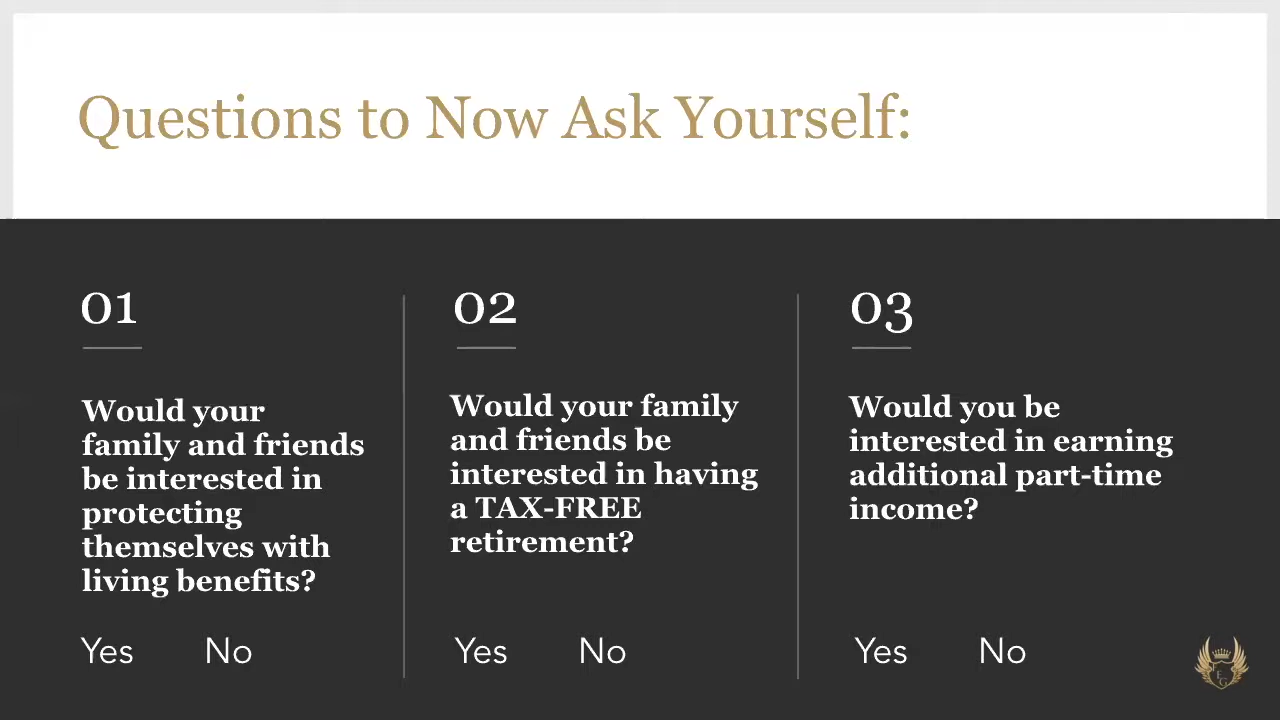 Questions to Now Ask Yourself:
01
Would your
family and friends
be interested in
protecting
themselves with
living benefits?
Yes No
02
Would your family
and friends be
interested in having
a TAX-FREE
retirement?
Yes No
03
Would you be
interested in earning
additional part-time
income?
Yes No